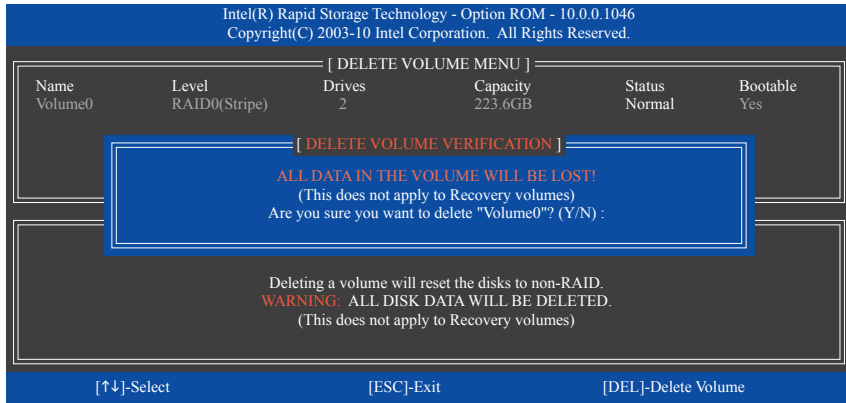 Intel(R) Rapid Storage Technology - Option ROM - 10.0.0.1046
Copyright(C) 2003-10 Intel Corporation. All Rights Reserved.
[ DELETE VOLUME MENU ]
Name Level Drives Capacity Status Bootable
Volume0 RAID0(Stripe) 2 223.6GB Normal Yes
[ DELETE VOLUME VERIFICATION ]
ALL DATA IN THE VOLUME WILL BE LOST!
(This does not apply to Recovery volumes)
Are you sure you want to delete "Volume0"? (Y/N) :
Deleting a volume will reset the disks to non-RAID.
WARNING: ALL DISK DATA WILL BE DELETED.
(This does not apply to Recovery volumes)
[↑↓]-Select [ESC]-Exit [DEL]-Delete Volume